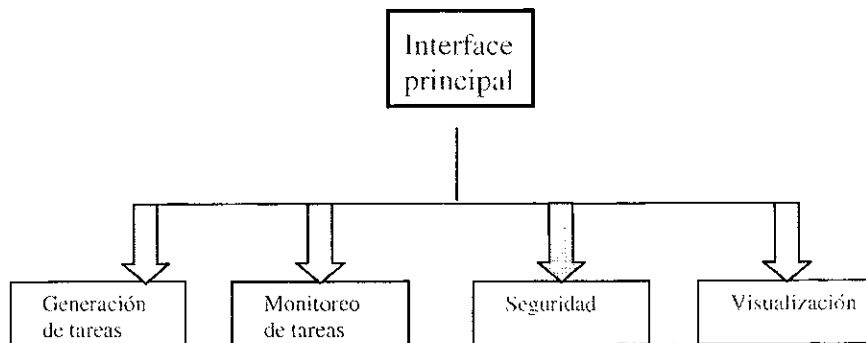 Interface
principal
Generación
de tareas
Monitoreo
de tareas
Seguridad
Visualización